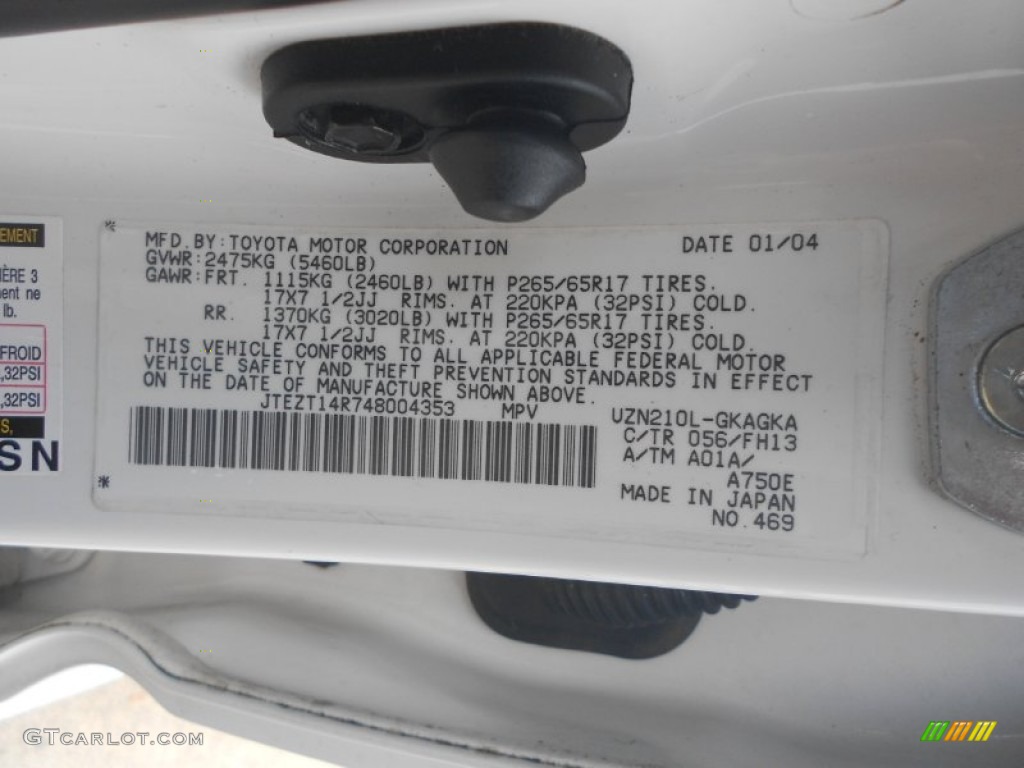 EMENT
IÈRE 3
ment ne
lb.
FROID
,32PSI
,32PSI
S,
SN
MFD.BY:TOYOTA MOTOR CORPORATION DATE 01/04
GVWR:2475KG (5460LB)
GAWR:FRT. 1115KG (2460LB) WITH P265/65R17 TIRES.
17X7 1/2JJ RIMS. AT 220KPA (32PSI) COLD.
RR. 1370KG (3020LB) WITH P265/65R17 TIRES.
17X7 1/2JJ RIMS. AT 220KPA (32PSI) COLD.
THIS VEHICLE CONFORMS TO ALL APPLICABLE FEDERAL MOTOR
VEHICLE SAFETY AND THEFT PREVENTION STANDARDS IN EFFECT
ON THE DATE OF MANUFACTURE SHOWN ABOVE.
JTEZT14R748004353 MPV UZN210L-GKAGKA
C/TR 056/FH13
A/TM A01A/
A750E
MADE IN JAPAN
NO.469
GTCARLOT.COM